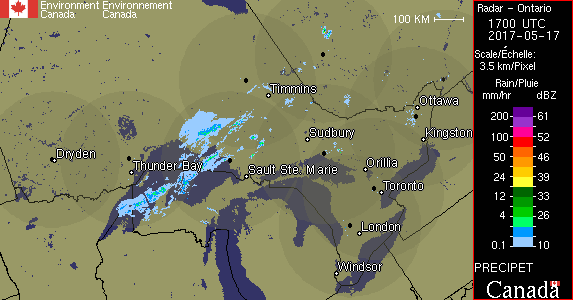 Environment Environnement
Canada Canada
100 KM
Timmins
Ottawa
Sudbury
Kingston
Dryden
Thunder Bay
Sault Ste. Marie
Orillia
Toronto
London
Windsor
Radar - Ontario
1700 UTC
2017-05-17
Scale/Échelle:
3.5 km/Pixel
Rain/Pluie
mm/hr dBZ
200 61
100 52
50 46
24 39
12 33
4 26
0.1 10
PRECIPET
Canada